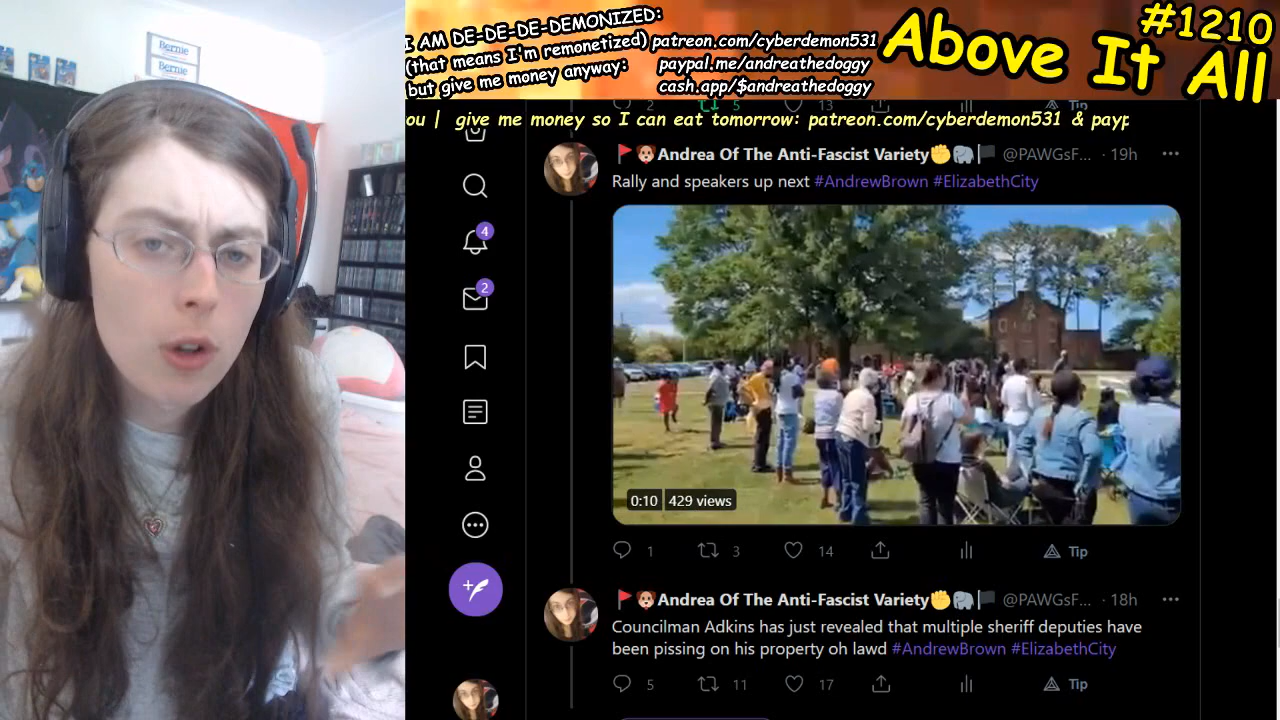 Bernie
Bernie
I AM DE-DE-DE-DEMONIZED:
(that means I'm remonetized)
but give me money anyway:
patreon.com/cyberdemon531
paypal.me/andreathedoggy
cash.app/$andreathedoggy
Above It All
#1210
2 5 13 Tip
ou | give me money so I can eat tomorrow: patreon.com/cyberdemon531 & payp
Andrea Of The Anti-Fascist Variety @PAWGsF... · 19h
Rally and speakers up next #AndrewBrown #ElizabethCity
4
2
0:10 429 views
1 3 14 Tip
Andrea Of The Anti-Fascist Variety @PAWGsF... · 18h
Councilman Adkins has just revealed that multiple sheriff deputies have
been pissing on his property oh lawd #AndrewBrown #ElizabethCity
5 11 17 Tip